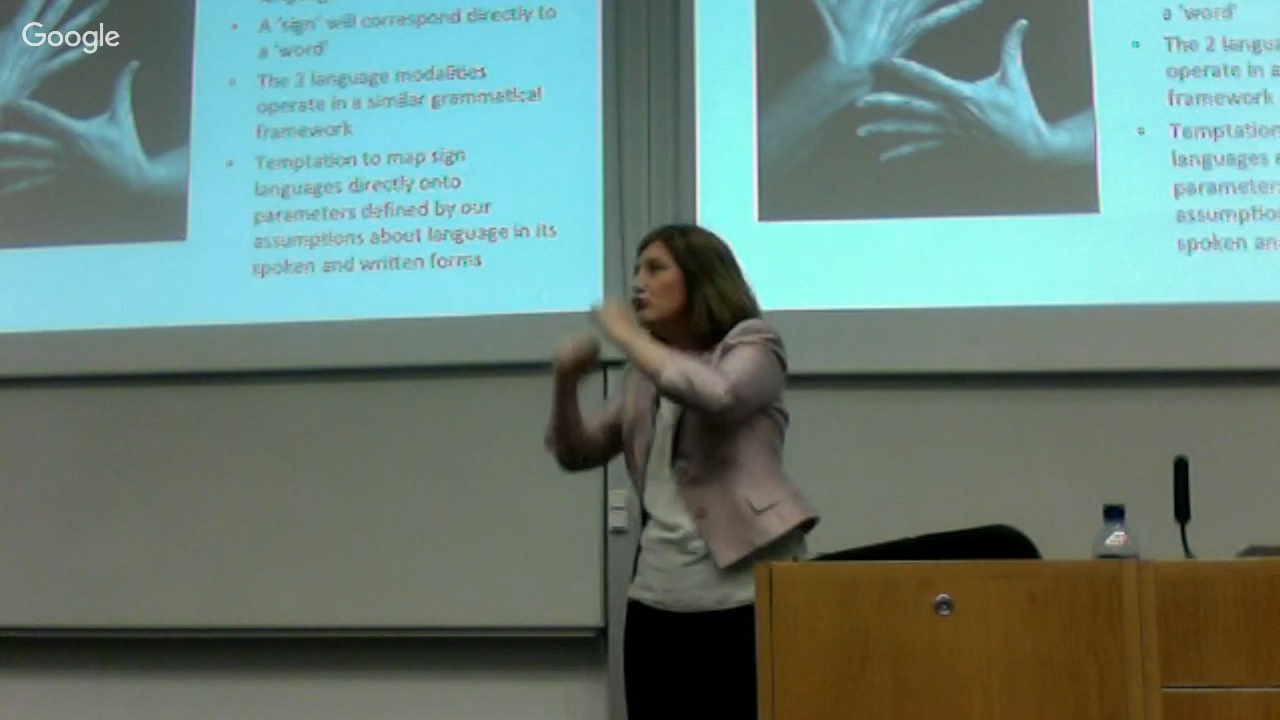 Google
A 'sign' will correspond directly to
a 'word'
The 2 language modalities
operate in a similar grammatical
framework
Temptation to map sign
languages directly onto
parameters defined by our
assumptions about language in its
spoken and written forms
a 'word'
The 2 langu
operate in a
framework
Temptation
languages
parameter
assumptio
spoken an